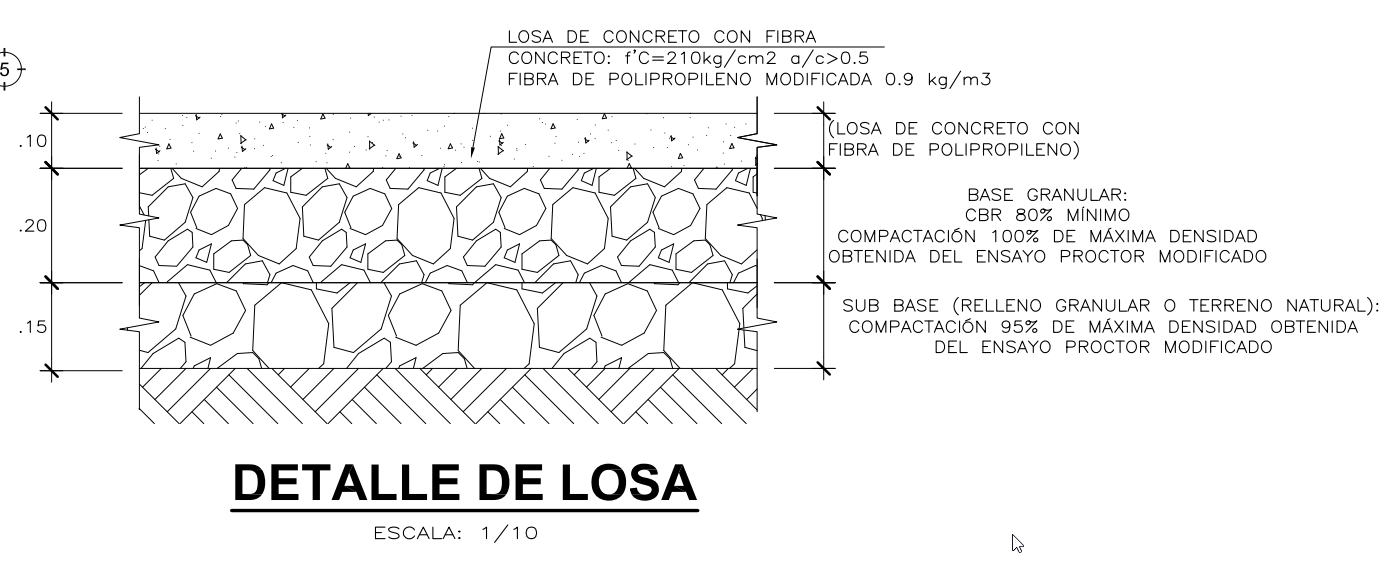 LOSA DE CONCRETO CON FIBRA
CONCRETO: f'C=210kg/cm2 a/c>0.5
FIBRA DE POLIPROPILENO MODIFICADA 0.9 kg/m3
5
.10
(LOSA DE CONCRETO CON
FIBRA DE POLIPROPILENO)
.20
BASE GRANULAR:
CBR 80% MÍNIMO
COMPACTACIÓN 100% DE MÁXIMA DENSIDAD
OBTENIDA DEL ENSAYO PROCTOR MODIFICADO
.15
SUB BASE (RELLENO GRANULAR O TERRENO NATURAL):
COMPACTACIÓN 95% DE MÁXIMA DENSIDAD OBTENIDA
DEL ENSAYO PROCTOR MODIFICADO
DETALLE DE LOSA
ESCALA: 1/10